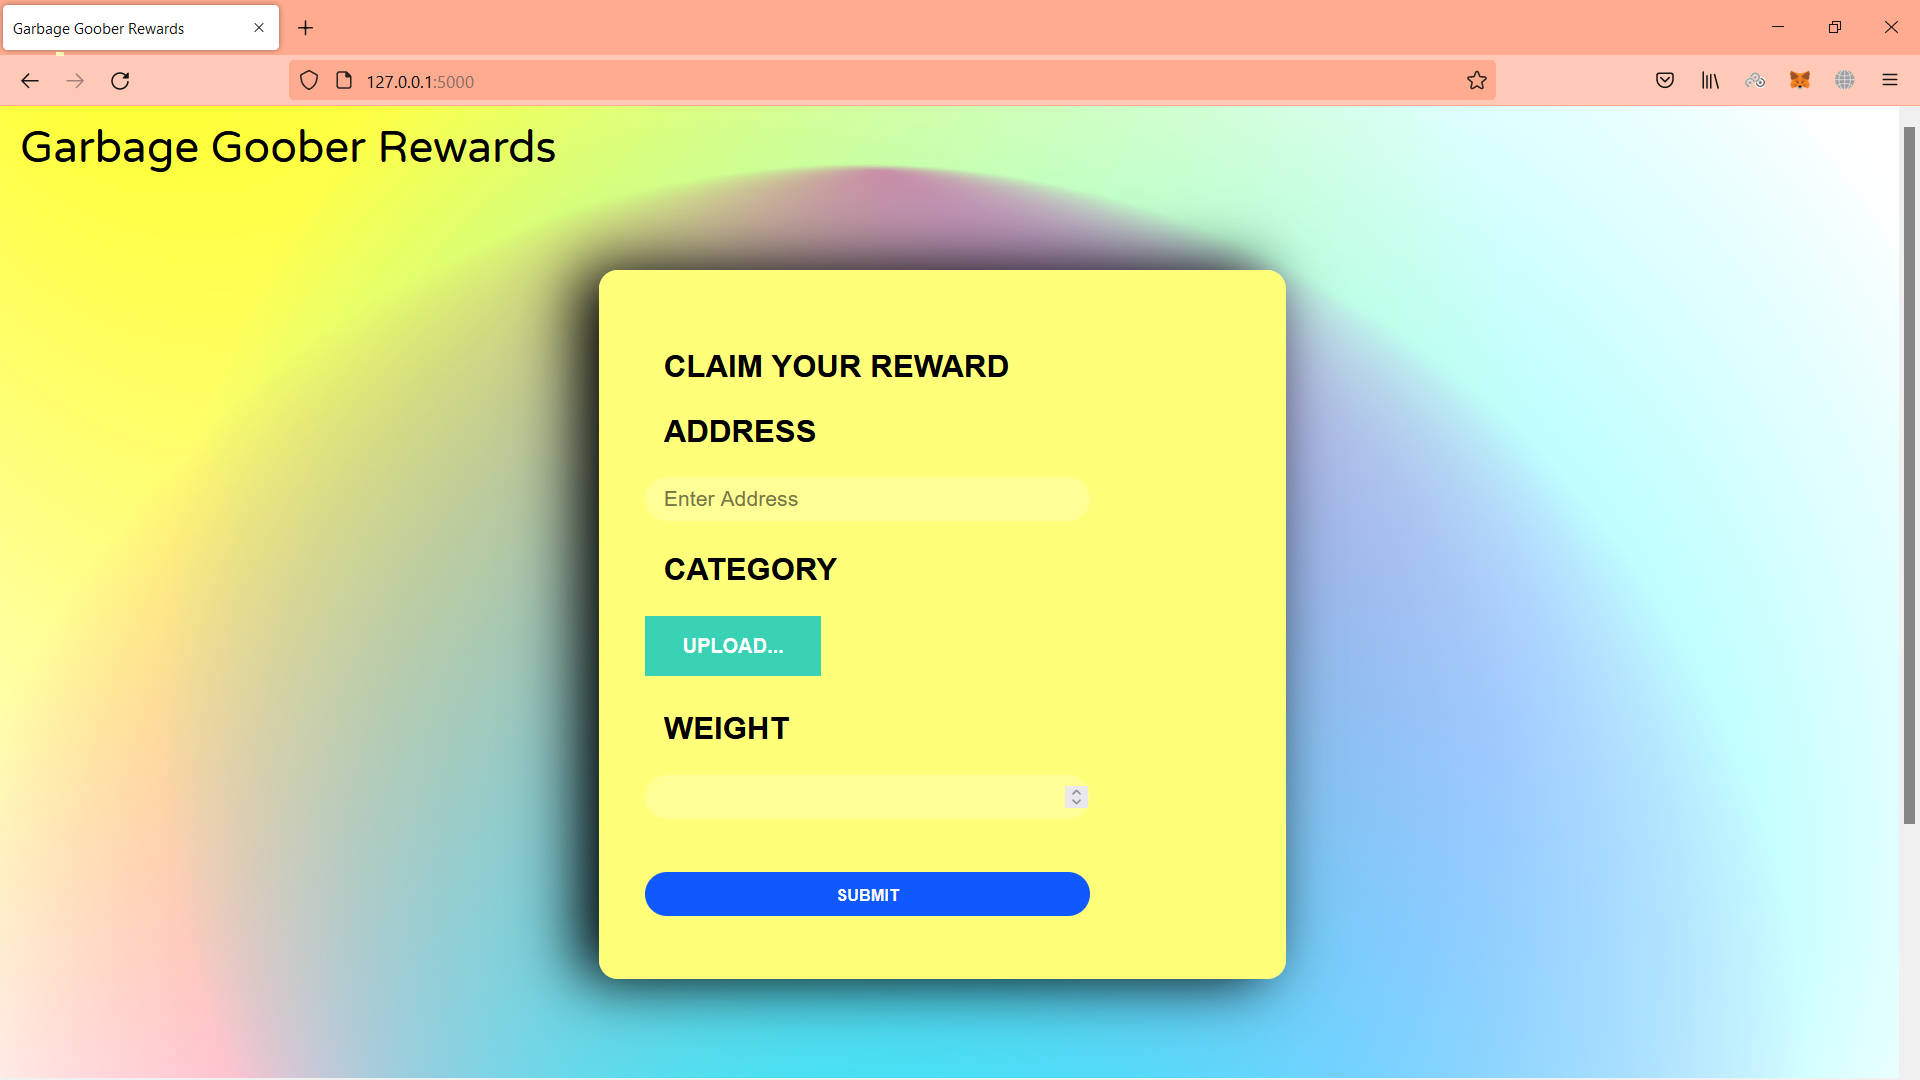 Garbage Goober Rewards
127.0.0.1:5000
Garbage Goober Rewards
CLAIM YOUR REWARD
ADDRESS
Enter Address
CATEGORY
UPLOAD...
WEIGHT
SUBMIT